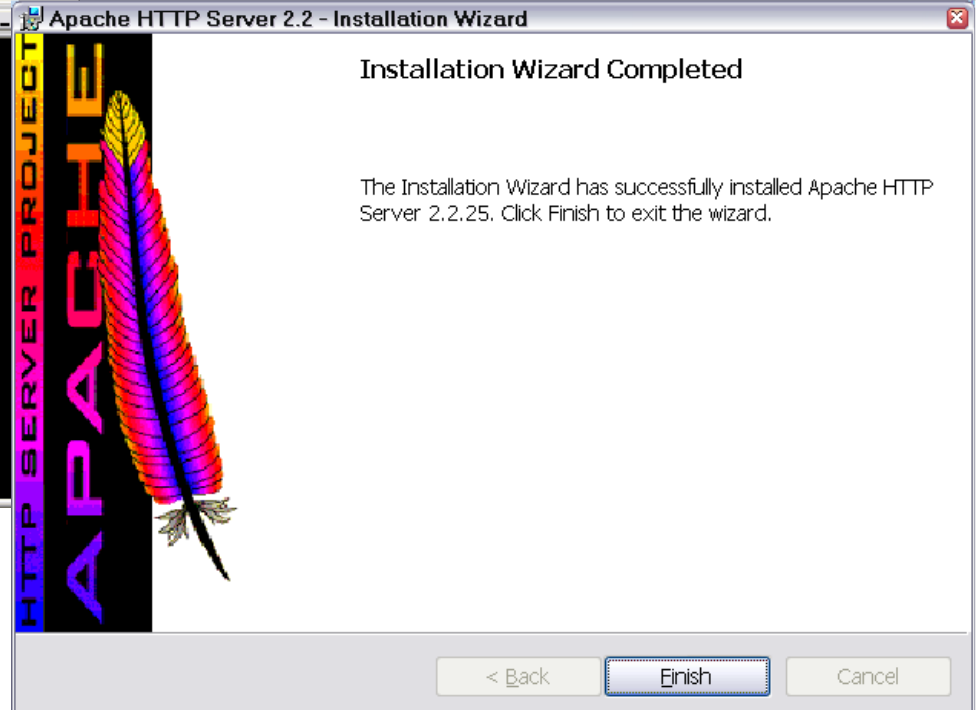 Apache HTTP Server 2.2 - Installation Wizard
HTTP SERVER PROJECT
APACHE
Installation Wizard Completed
The Installation Wizard has successfully installed Apache HTTP
Server 2.2.25. Click Finish to exit the wizard.
< Back
Finish
Cancel